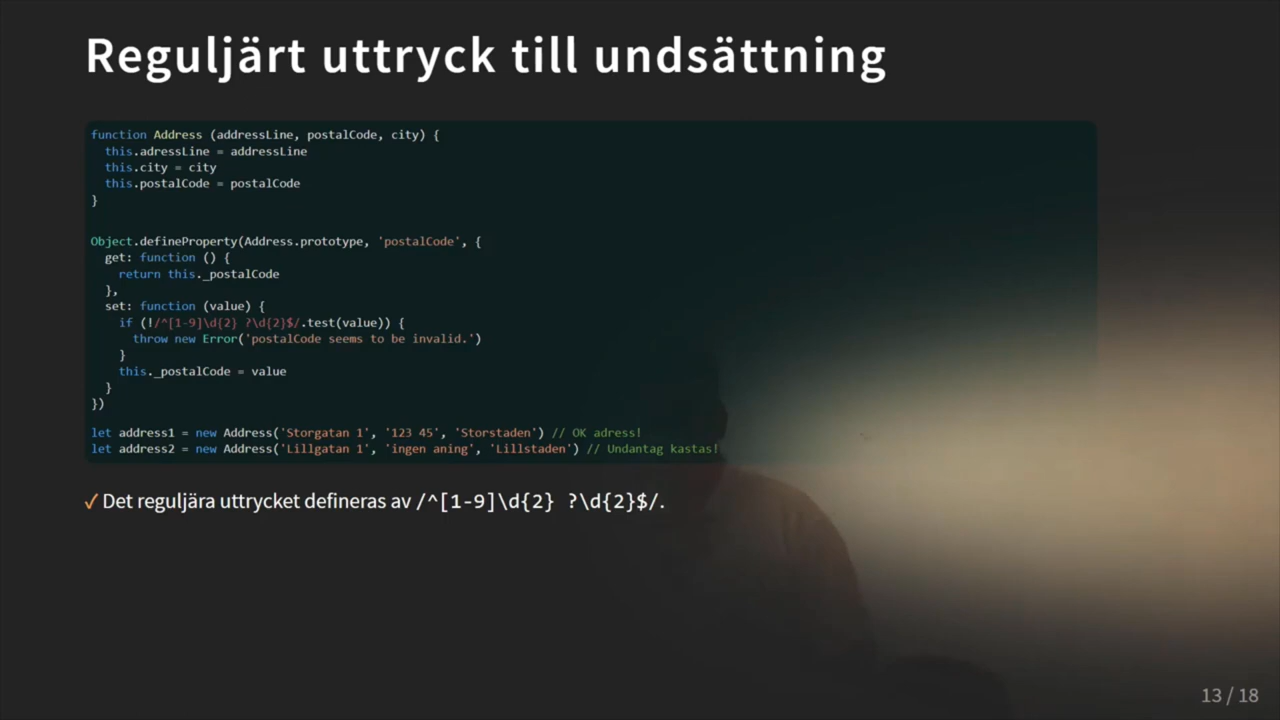 Reguljärt uttryck till undsättning
function Address (addressLine, postalCode, city) {
this.adressLine = addressLine
this.city = city
this.postalCode = postalCode
}
Object.defineProperty(Address.prototype, 'postalCode', {
get: function () {
return this._postalCode
},
set: function (value) {
if (!/^[1-9]\d{2} ?\d{2}$/.test(value)) {
throw new Error('postalCode seems to be invalid.')
}
this._postalCode = value
}
})
let address1 = new Address('Storgatan 1', '123 45', 'Storstaden') // OK adress!
let address2 = new Address('Lillgatan 1', 'ingen aning', 'Lillstaden') // Undantag kastas!
✓ Det reguljära uttrycket defineras av /^[1-9]\d{2} ?\d{2}$/.
13 / 18